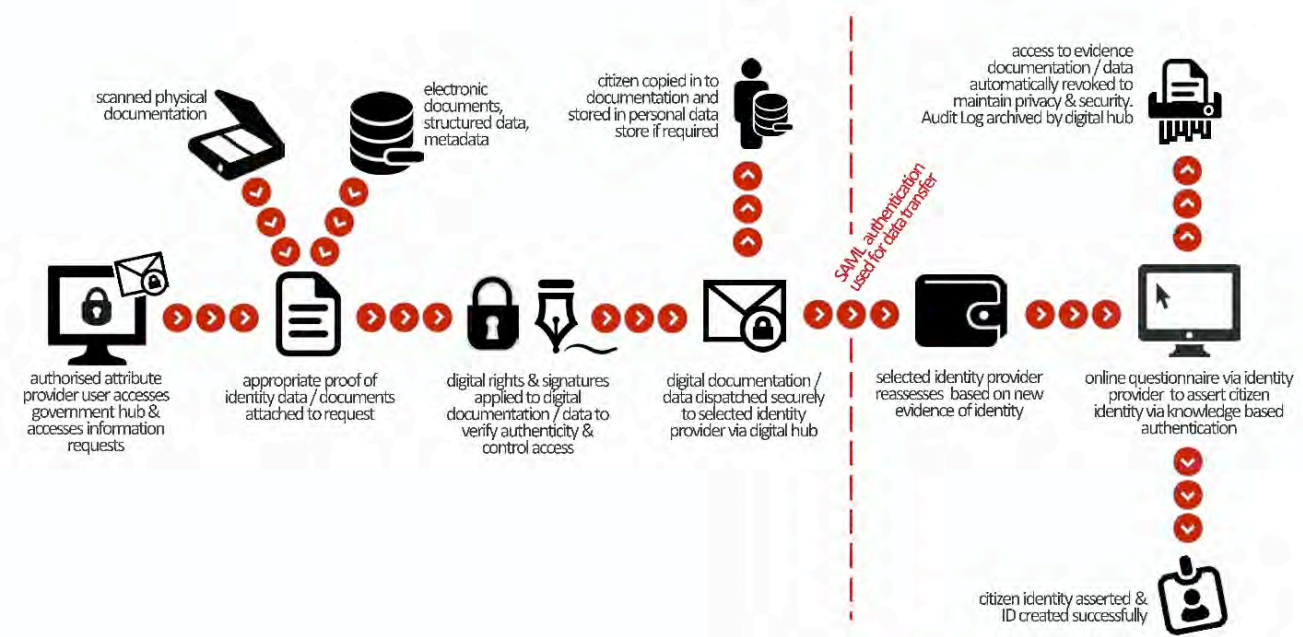 scanned physical
documentation
electronic
documents,
structured data,
metadata
citizen copied in to
documentation and
stored in personal data
store if required
access to evidence
documentation / data
automatically revoked to
maintain privacy & security.
Audit Log archived by digital hub
SAML authentication
used for data transfer
authorised attribute
provider user accesses
government hub &
accesses information
requests
appropriate proof of
identity data / documents
attached to request
digital rights & signatures
applied to digital
documentation / data to
verify authenticity &
control access
digital documentation /
data dispatched securely
to selected identity
provider via digital hub
selected identity provider
reassesses based on new
evidence of identity
online questionnaire via identity
provider to assert citizen
identity via knowledge based
authentication
citizen identity asserted &
ID created successfully